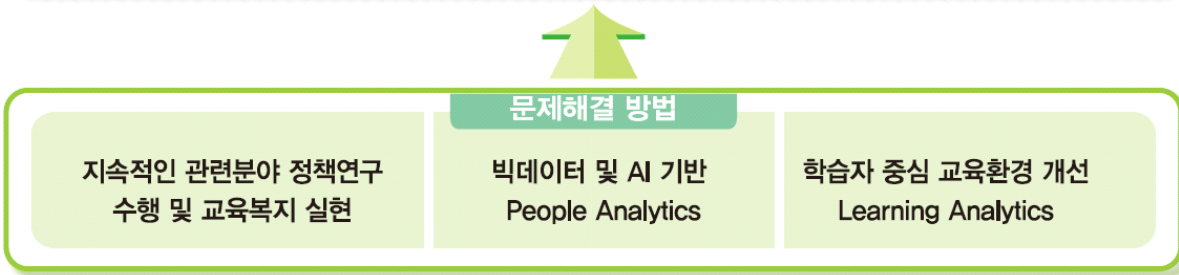 문제해결 방법
지속적인 관련분야 정책연구
수행 및 교육복지 실현
빅데이터 및 AI 기반
People Analytics
학습자 중심 교육환경 개선
Learning Analytics